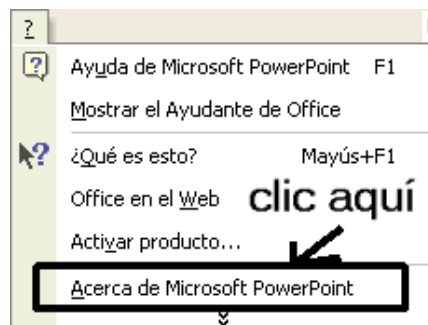 ?
Ayuda de Microsoft PowerPoint F1
Mostrar el Ayudante de Office
¿Qué es esto? Mayús+F1
Office en el Web
clic aquí
Activar producto...
Acerca de Microsoft PowerPoint